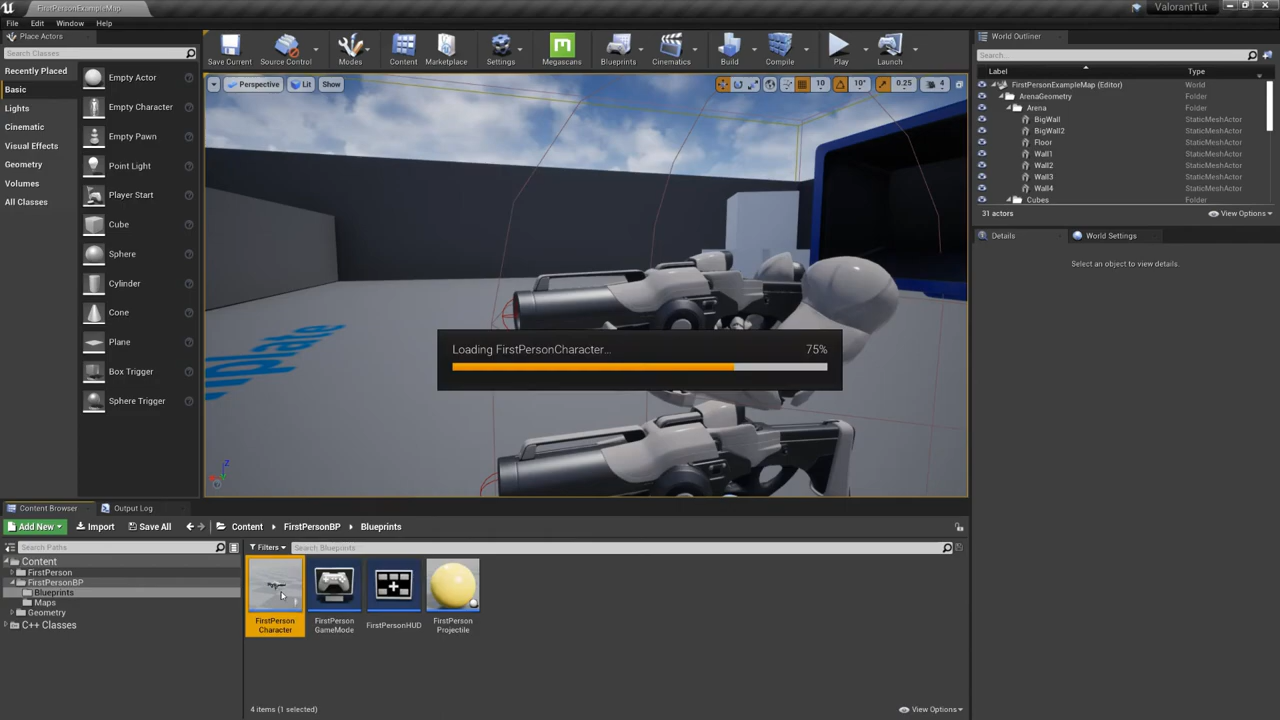 FirstPersonExampleMap
ValorantTut
File Edit Window Help
Place Actors
Search Classes
Recently Placed
Basic
Lights
Cinematic
Visual Effects
Geometry
Volumes
All Classes
Empty Actor
Empty Character
Empty Pawn
Point Light
Player Start
Cube
Sphere
Cylinder
Cone
Plane
Box Trigger
Sphere Trigger
Save Current
Source Control
Modes
Content
Marketplace
Settings
Megascans
Blueprints
Cinematics
Build
Compile
Play
Launch
Perspective
Lit
Show
10
10°
0.25
4
Loading FirstPersonCharacter... 75%
World Outliner
Search...
Label Type
FirstPersonExampleMap (Editor) World
ArenaGeometry Folder
Arena Folder
BigWall StaticMeshActor
BigWall2 StaticMeshActor
Floor StaticMeshActor
Wall1 StaticMeshActor
Wall2 StaticMeshActor
Wall3 StaticMeshActor
Wall4 StaticMeshActor
Cubes Folder
31 actors
View Options
Details
World Settings
Select an object to view details.
Content Browser
Output Log
Add New
Import
Save All
Content
FirstPersonBP
Blueprints
Search Paths
Filters
Search Blueprints
Content
FirstPerson
FirstPersonBP
Blueprints
Maps
Geometry
C++ Classes
FirstPerson
Character
FirstPerson
GameMode
FirstPersonHUD
FirstPerson
Projectile
4 items (1 selected)
View Options